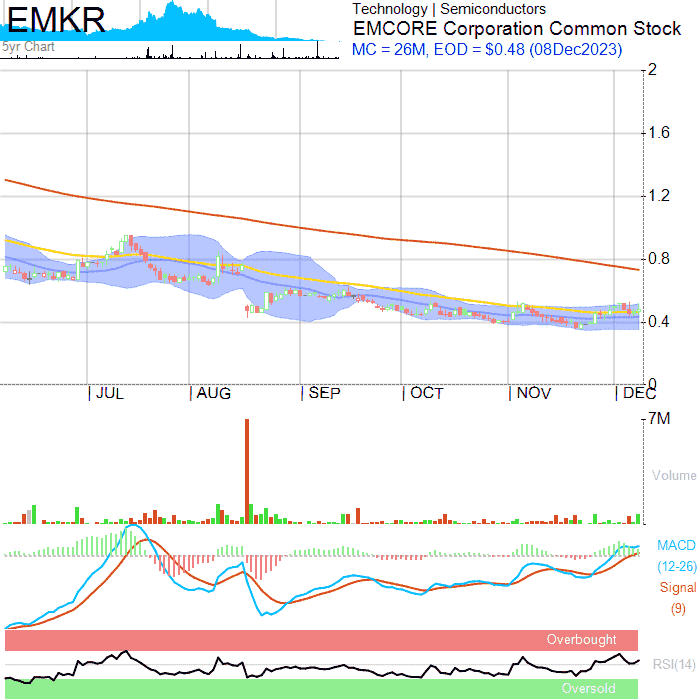 EMKR
5yr Chart
Technology | Semiconductors
EMCORE Corporation Common Stock
MC = 26M, EOD = $0.48 (08Dec2023)
2
1.6
1.2
0.8
0.4
0
JUL
AUG
SEP
OCT
NOV
DEC
7M
Volume
MACD
(12-26)
Signal
(9)
Overbought
RSI(14)
Oversold